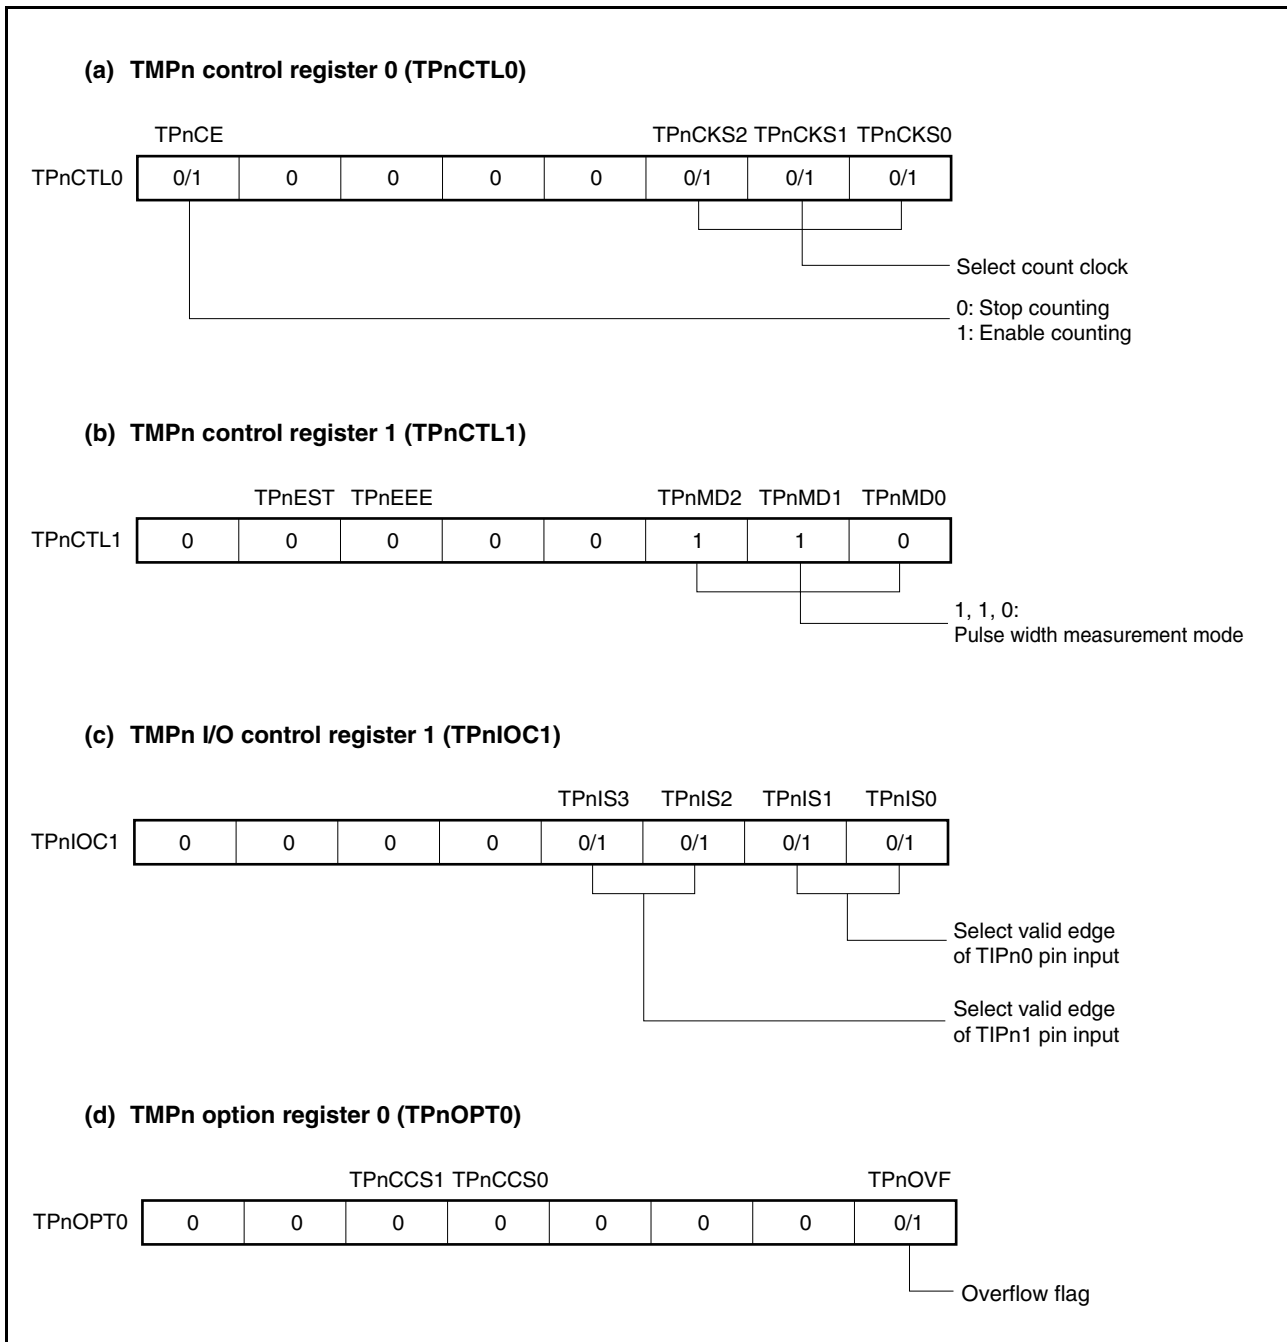 (a) TMPn control register 0 (TPnCTL0)
TPnCE TPnCKS2 TPnCKS1 TPnCKS0
TPnCTL0 0/1 0 0 0 0 0/1 0/1 0/1
Select count clock
0: Stop counting
1: Enable counting
(b) TMPn control register 1 (TPnCTL1)
TPnEST TPnEEE TPnMD2 TPnMD1 TPnMD0
TPnCTL1 0 0 0 0 0 1 1 0
1, 1, 0:
Pulse width measurement mode
(c) TMPn I/O control register 1 (TPnIOC1)
TPnIS3 TPnIS2 TPnIS1 TPnIS0
TPnIOC1 0 0 0 0 0/1 0/1 0/1 0/1
Select valid edge
of TIPn0 pin input
Select valid edge
of TIPn1 pin input
(d) TMPn option register 0 (TPnOPT0)
TPnCCS1 TPnCCS0 TPnOVF
TPnOPT0 0 0 0 0 0 0 0 0/1
Overflow flag